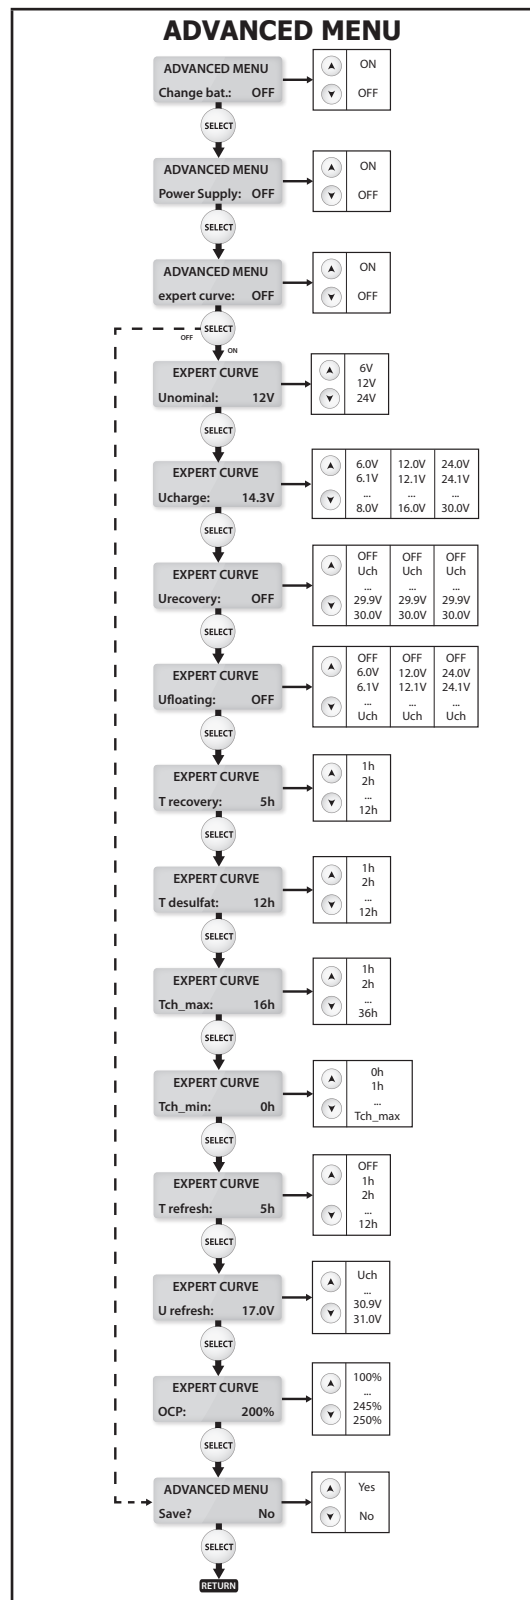 ADVANCED MENU
ADVANCED MENU
Change bat.: OFF
ON
OFF
SELECT
ADVANCED MENU
Power Supply: OFF
ON
OFF
SELECT
ADVANCED MENU
expert curve: OFF
ON
OFF
SELECT
OFF
ON
EXPERT CURVE
Unominal: 12V
6V
12V
24V
SELECT
EXPERT CURVE
Ucharge: 14.3V
6.0V 12.0V 24.0V
6.1V 12.1V 24.1V
... ... ...
8.0V 16.0V 30.0V
SELECT
EXPERT CURVE
Urecovery: OFF
OFF OFF OFF
Uch Uch Uch
... ... ...
29.9V 29.9V 29.9V
30.0V 30.0V 30.0V
SELECT
EXPERT CURVE
Ufloating: OFF
OFF OFF OFF
6.0V 12.0V 24.0V
6.1V 12.1V 24.1V
... ... ...
Uch Uch Uch
SELECT
EXPERT CURVE
T recovery: 5h
1h
2h
...
12h
SELECT
EXPERT CURVE
T desulfat: 12h
1h
2h
...
12h
SELECT
EXPERT CURVE
Tch_max: 16h
1h
2h
...
36h
SELECT
EXPERT CURVE
Tch_min: 0h
0h
1h
...
Tch_max
SELECT
EXPERT CURVE
T refresh: 5h
OFF
1h
2h
...
12h
SELECT
EXPERT CURVE
U refresh: 17.0V
Uch
...
30.9V
31.0V
SELECT
EXPERT CURVE
OCP: 200%
100%
...
245%
250%
SELECT
ADVANCED MENU
Save? No
Yes
No
SELECT
RETURN